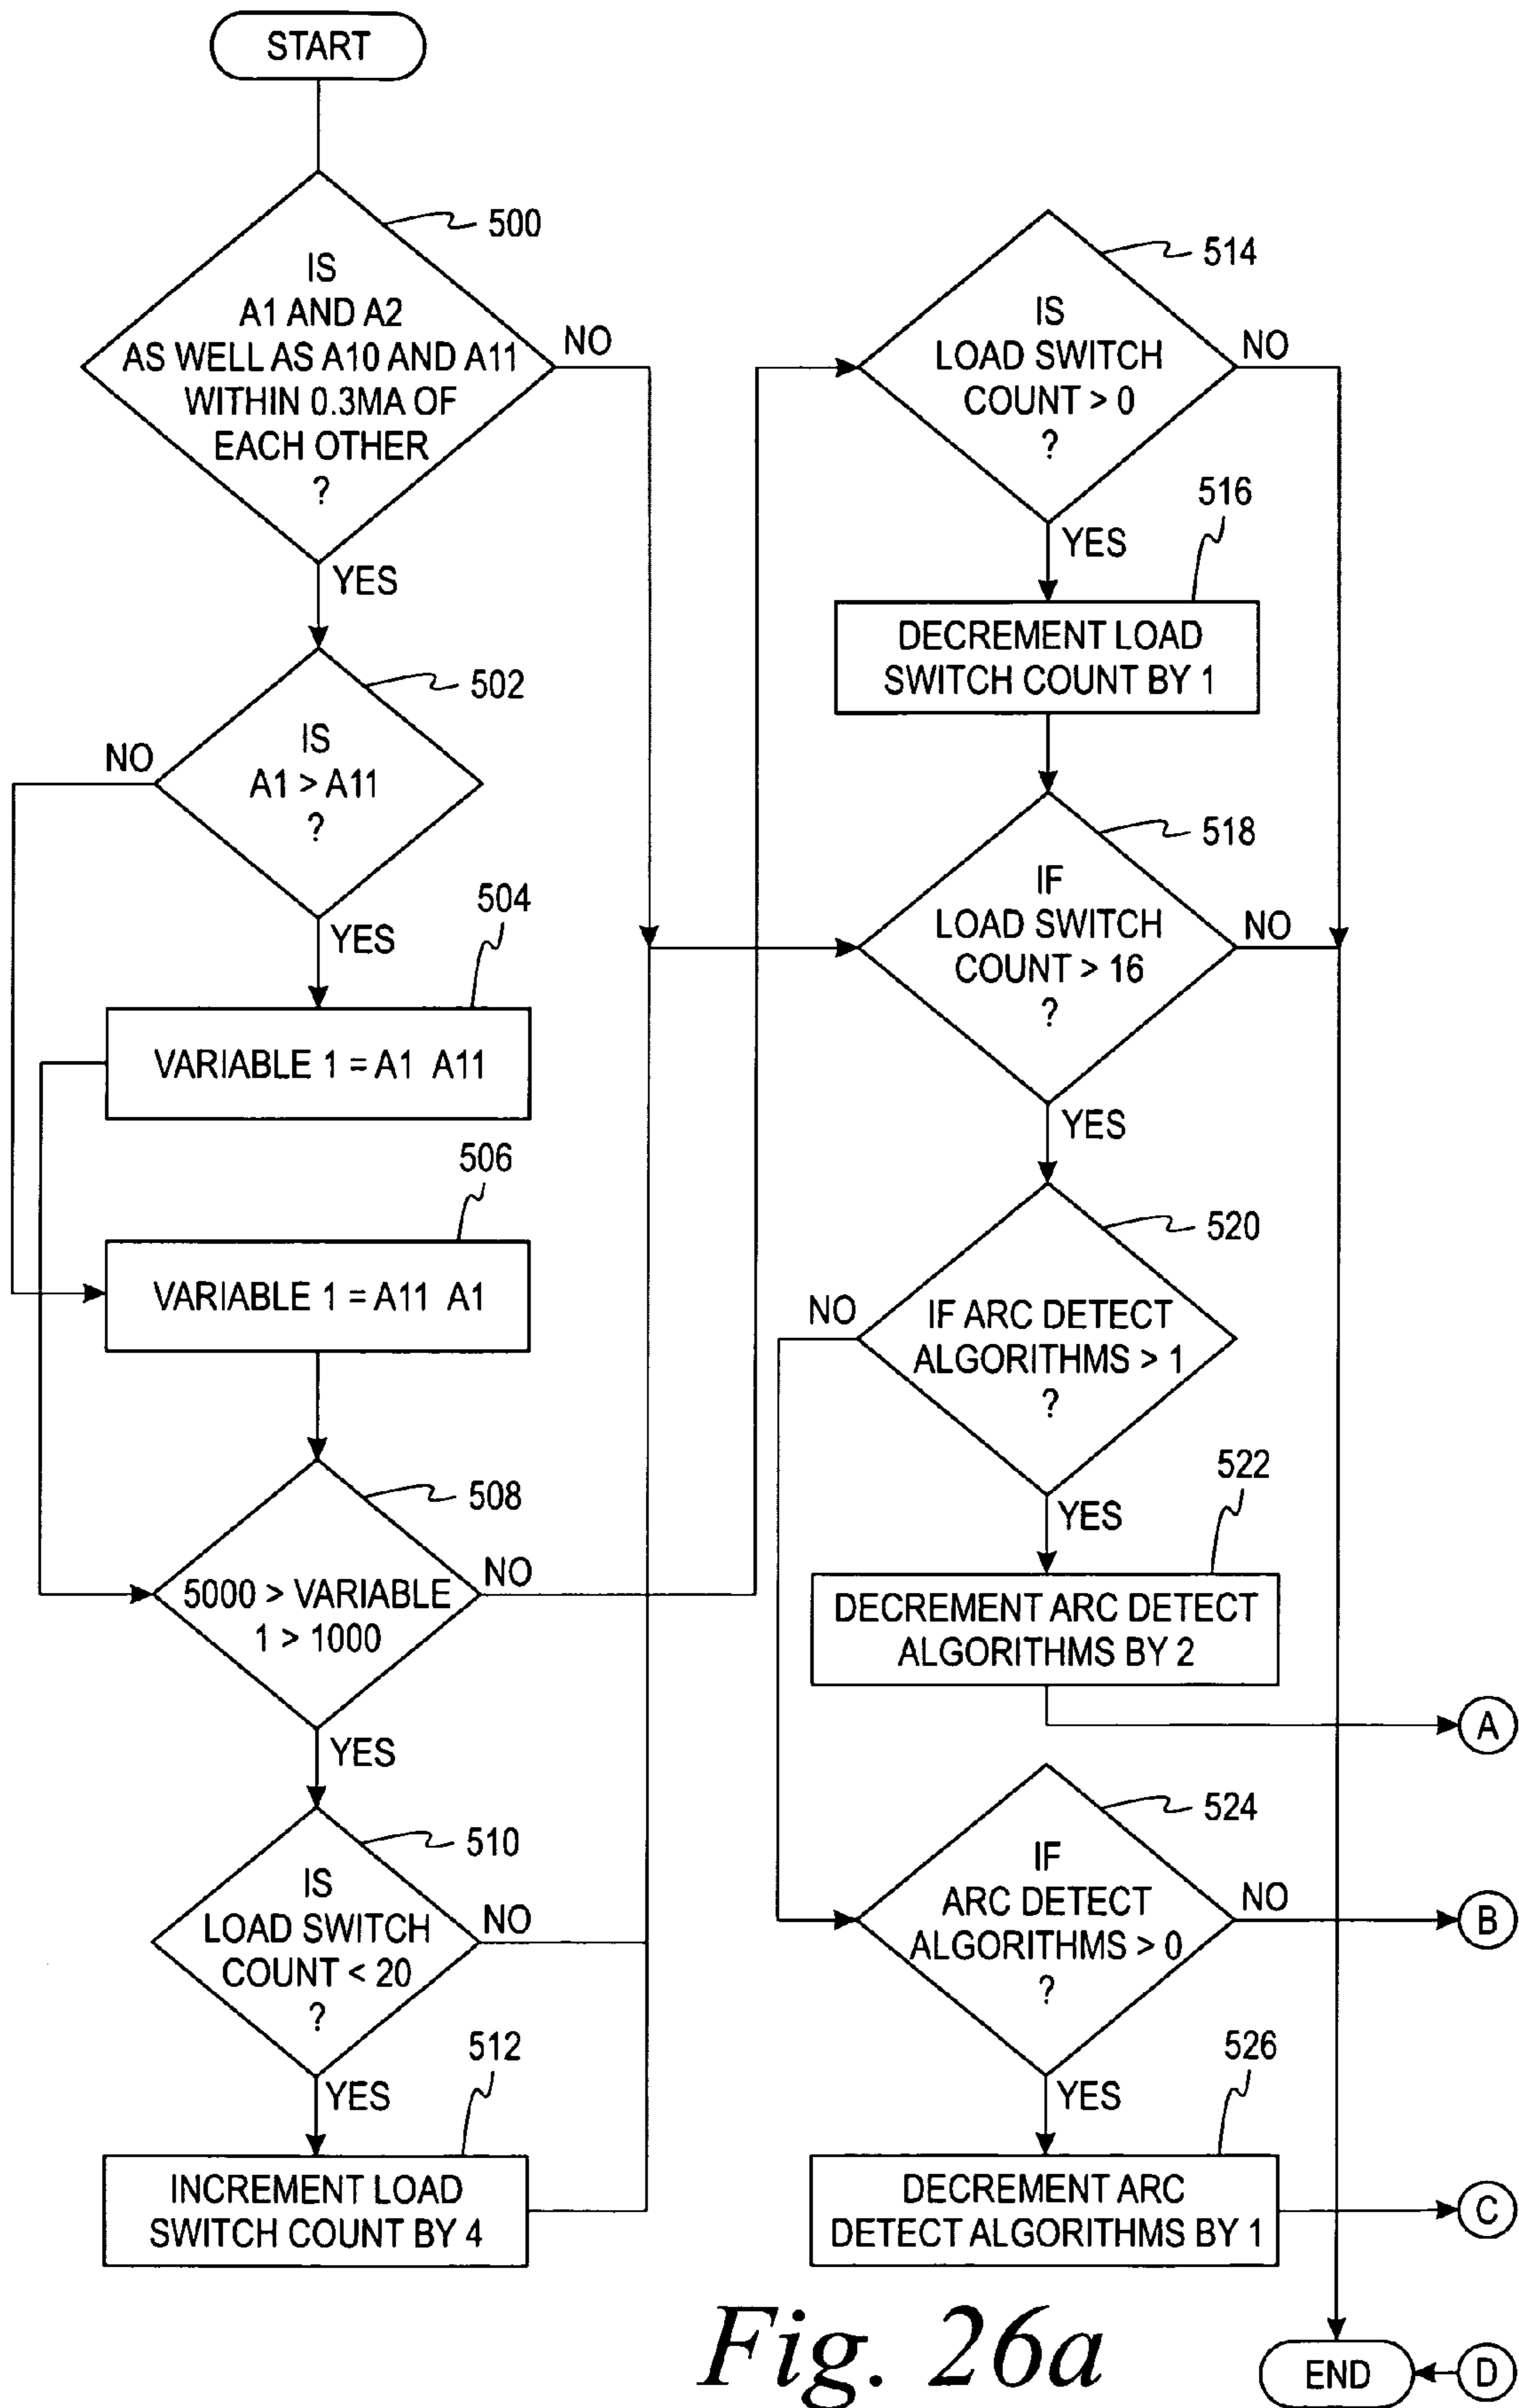 START
500
IS
A1 AND A2
AS WELL AS A10 AND A11
WITHIN 0.3MA OF
EACH OTHER
?
NO
YES
502
IS
A1 > A11
?
NO
YES
504
VARIABLE 1 = A1 A11
506
VARIABLE 1 = A11 A1
508
5000 > VARIABLE
1 > 1000
NO
YES
510
IS
LOAD SWITCH
COUNT < 20
?
NO
YES
512
INCREMENT LOAD
SWITCH COUNT BY 4
514
IS
LOAD SWITCH
COUNT > 0
?
NO
YES
516
DECREMENT LOAD
SWITCH COUNT BY 1
518
IF
LOAD SWITCH
COUNT > 16
?
NO
YES
520
IF ARC DETECT
ALGORITHMS > 1
?
NO
YES
522
DECREMENT ARC DETECT
ALGORITHMS BY 2
A
524
IF
ARC DETECT
ALGORITHMS > 0
?
NO
B
YES
526
DECREMENT ARC
DETECT ALGORITHMS BY 1
C
END
D
Fig. 26a